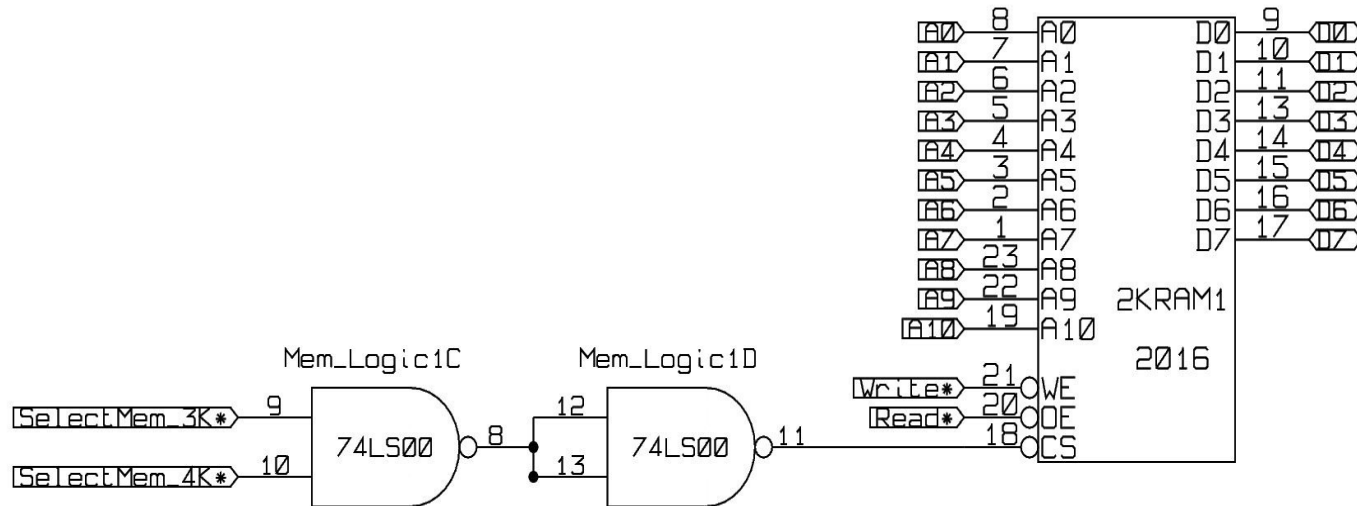 A0 8 A0 D0 9 D0
A1 7 A1 D1 10 D1
A2 6 A2 D2 11 D2
A3 5 A3 D3 13 D3
A4 4 A4 D4 14 D4
A5 3 A5 D5 15 D5
A6 2 A6 D6 16 D6
A7 1 A7 D7 17 D7
A8 23 A8
A9 22 A9 2KRAM1
A10 19 A10
2016
Mem_Logic1C Mem_Logic1D
Write* 21 WE
Read* 20 OE
18 CS
SelectMem_3K* 9
SelectMem_4K* 10
74LS00 8
12
13
74LS00 11